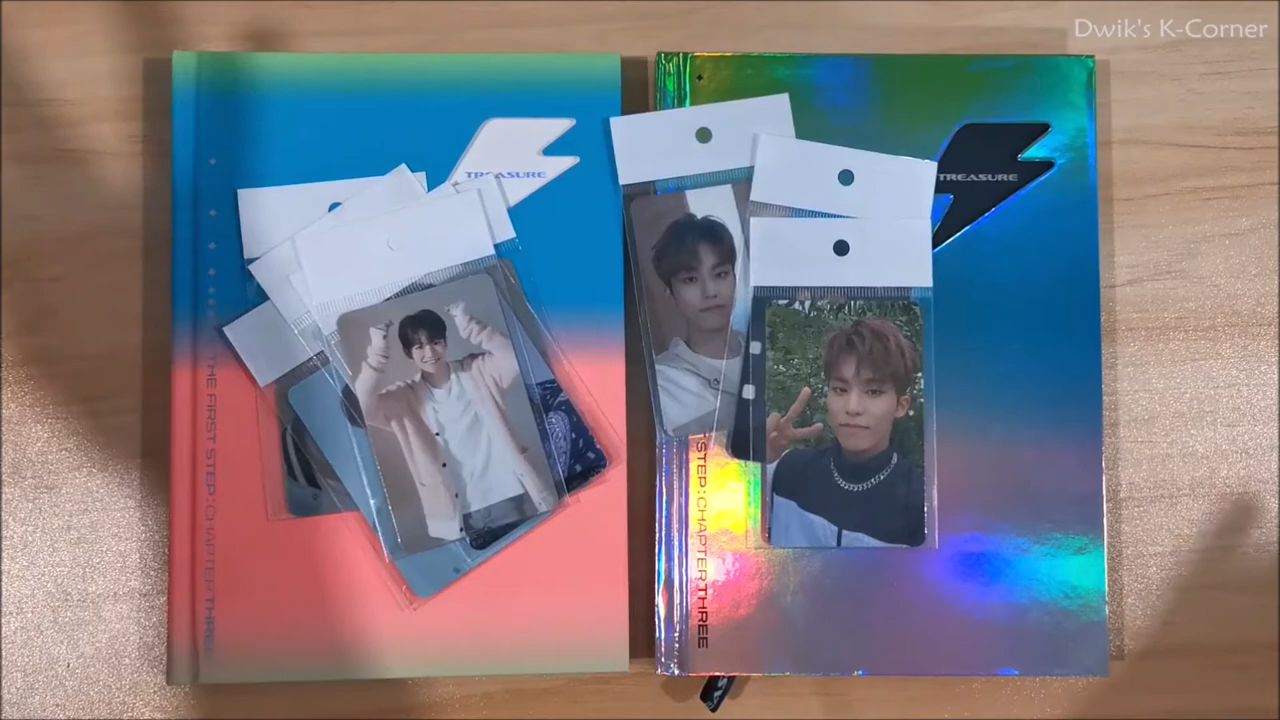 Dwik's K-Corner
TREASURE
TREASURE
THE FIRST STEP : CHAPTER THREE
STEP : CHAPTER THREE